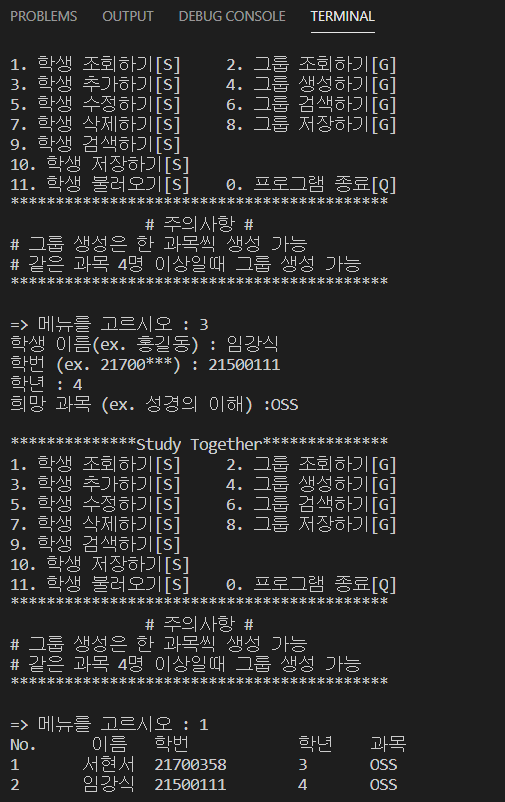 PROBLEMS OUTPUT DEBUG CONSOLE TERMINAL
1. 학생 조회하기[S] 2. 그룹 조회하기[G]
3. 학생 추가하기[S] 4. 그룹 생성하기[G]
5. 학생 수정하기[S] 6. 그룹 검색하기[G]
7. 학생 삭제하기[S] 8. 그룹 저장하기[G]
9. 학생 검색하기[S]
10. 학생 저장하기[S]
11. 학생 불러오기[S] 0. 프로그램 종료[Q]
******************************************
# 주의사항 #
# 그룹 생성은 한 과목씩 생성 가능
# 같은 과목 4명 이상일때 그룹 생성 가능
******************************************
=> 메뉴를 고르시오 : 3
학생 이름(ex. 홍길동) : 임강식
학번 (ex. 21700***) : 21500111
학년 : 4
희망 과목 (ex. 성경의 이해) :OSS
**************Study Together**************
1. 학생 조회하기[S] 2. 그룹 조회하기[G]
3. 학생 추가하기[S] 4. 그룹 생성하기[G]
5. 학생 수정하기[S] 6. 그룹 검색하기[G]
7. 학생 삭제하기[S] 8. 그룹 저장하기[G]
9. 학생 검색하기[S]
10. 학생 저장하기[S]
11. 학생 불러오기[S] 0. 프로그램 종료[Q]
******************************************
# 주의사항 #
# 그룹 생성은 한 과목씩 생성 가능
# 같은 과목 4명 이상일때 그룹 생성 가능
******************************************
=> 메뉴를 고르시오 : 1
No. 이름 학번 학년 과목
1 서현서 21700358 3 OSS
2 임강식 21500111 4 OSS